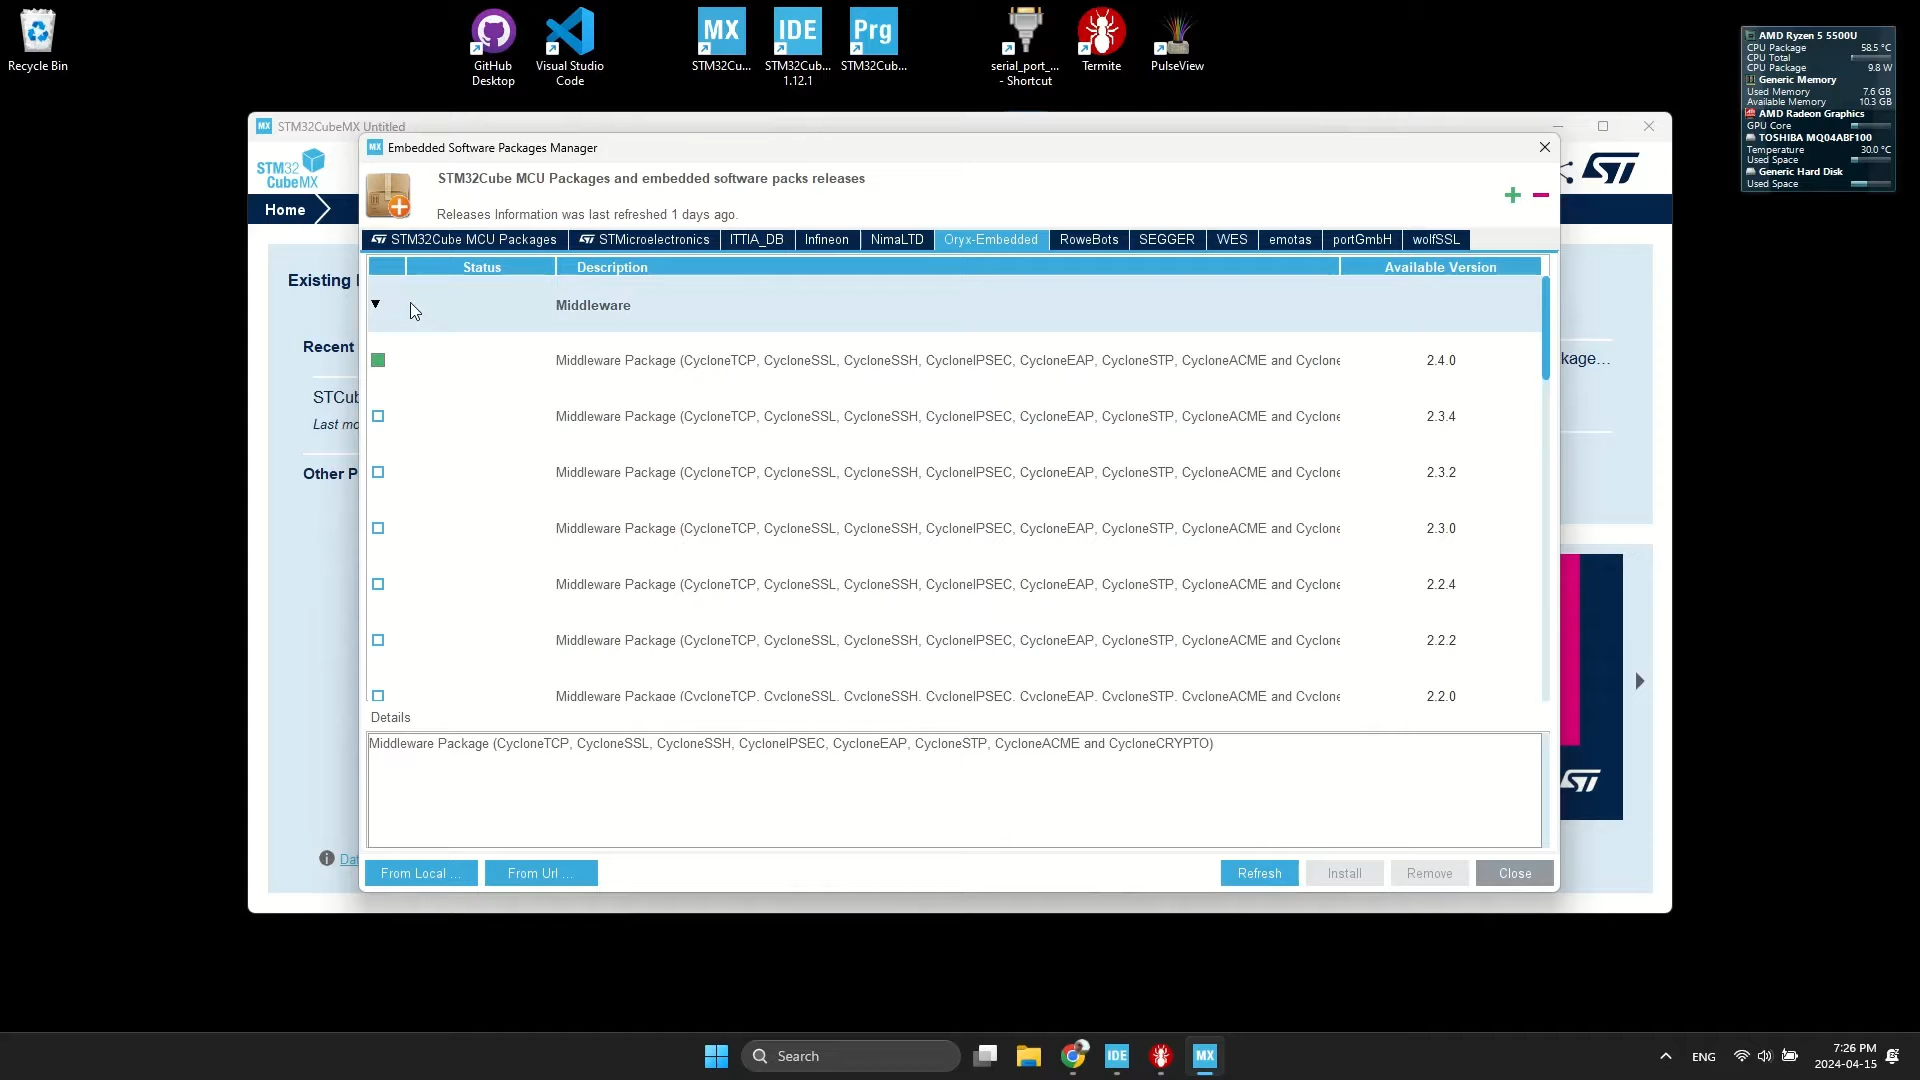 Recycle Bin
GitHub
Desktop
Visual Studio
Code
MX
STM32Cu...
IDE
STM32Cub...
1.12.1
Prg
STM32Cub...
serial_port_...
- Shortcut
Termite
PulseView
AMD Ryzen 5 5500U
CPU Package 58.5 °C
CPU Total
CPU Package 9.8 W
Generic Memory
Used Memory 7.6 GB
Available Memory 10.3 GB
AMD Radeon Graphics
GPU Core
TOSHIBA MQ04ABF100
Temperature 30.0 °C
Used Space
Generic Hard Disk
Used Space
MX STM32CubeMX Untitled
STM32
CubeMX
Home
Existing
Recent
STCub
Last mo
Other P
Dat
kage...
MX Embedded Software Packages Manager
STM32Cube MCU Packages and embedded software packs releases
Releases Information was last refreshed 1 days ago.
STM32Cube MCU Packages STMicroelectronics ITTIA_DB Infineon NimaLTD Oryx-Embedded RoweBots SEGGER WES emotas portGmbH wolfSSL
Status Description Available Version
Middleware
Middleware Package (CycloneTCP, CycloneSSL, CycloneSSH, CycloneIPSEC, CycloneEAP, CycloneSTP, CycloneACME and Cyclone 2.4.0
Middleware Package (CycloneTCP, CycloneSSL, CycloneSSH, CycloneIPSEC, CycloneEAP, CycloneSTP, CycloneACME and Cyclone 2.3.4
Middleware Package (CycloneTCP, CycloneSSL, CycloneSSH, CycloneIPSEC, CycloneEAP, CycloneSTP, CycloneACME and Cyclone 2.3.2
Middleware Package (CycloneTCP, CycloneSSL, CycloneSSH, CycloneIPSEC, CycloneEAP, CycloneSTP, CycloneACME and Cyclone 2.3.0
Middleware Package (CycloneTCP, CycloneSSL, CycloneSSH, CycloneIPSEC, CycloneEAP, CycloneSTP, CycloneACME and Cyclone 2.2.4
Middleware Package (CycloneTCP, CycloneSSL, CycloneSSH, CycloneIPSEC, CycloneEAP, CycloneSTP, CycloneACME and Cyclone 2.2.2
Middleware Package (CycloneTCP, CycloneSSL, CycloneSSH, CycloneIPSEC, CycloneEAP, CycloneSTP, CycloneACME and Cyclone 2.2.0
Details
Middleware Package (CycloneTCP, CycloneSSL, CycloneSSH, CycloneIPSEC, CycloneEAP, CycloneSTP, CycloneACME and CycloneCRYPTO)
From Local ... From Url ... Refresh Install Remove Close
Search
IDE
MX
ENG
7:26 PM
2024-04-15